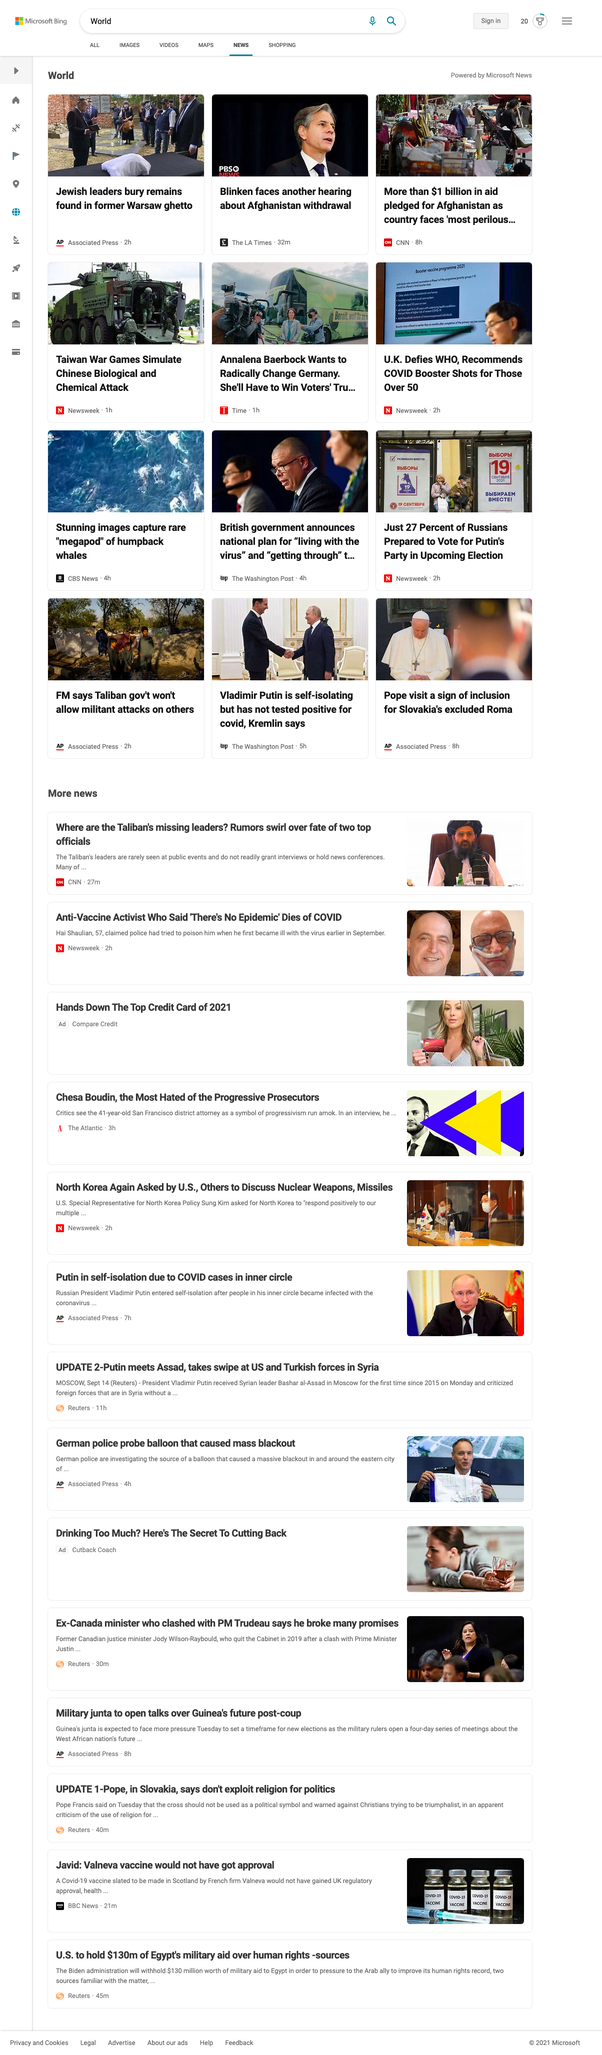 Microsoft Bing
World
Sign in
20
ALL
IMAGES
VIDEOS
MAPS
NEWS
SHOPPING
World
Powered by Microsoft News
PBS
NEWS
Jewish leaders bury remains
found in former Warsaw ghetto
AP Associated Press · 2h
Blinken faces another hearing
about Afghanistan withdrawal
The LA Times · 32m
More than $1 billion in aid
pledged for Afghanistan as
country faces 'most perilous...
CNN · 8h
Booster vaccine programme 2021
Taiwan War Games Simulate
Chinese Biological and
Chemical Attack
N Newsweek · 1h
Annalena Baerbock Wants to
Radically Change Germany.
She'll Have to Win Voters' Tru...
T Time · 1h
U.K. Defies WHO, Recommends
COVID Booster Shots for Those
Over 50
N Newsweek · 2h
ВЫБОРЫ
19
ВЫБОРЫ
19
ВЫБИРАЕМ
ВМЕСТЕ!
Stunning images capture rare
"megapod" of humpback
whales
CBS News · 4h
British government announces
national plan for “living with the
virus” and “getting through” t...
wp The Washington Post · 4h
Just 27 Percent of Russians
Prepared to Vote for Putin's
Party in Upcoming Election
N Newsweek · 2h
FM says Taliban gov't won't
allow militant attacks on others
AP Associated Press · 2h
Vladimir Putin is self-isolating
but has not tested positive for
covid, Kremlin says
wp The Washington Post · 5h
Pope visit a sign of inclusion
for Slovakia's excluded Roma
AP Associated Press · 8h
More news
Where are the Taliban's missing leaders? Rumors swirl over fate of two top
officials
The Taliban's leaders are rarely seen at public events and do not readily grant interviews or hold news conferences.
Many of ...
CNN · 27m
Anti-Vaccine Activist Who Said 'There's No Epidemic' Dies of COVID
Hai Shaulian, 57, claimed police had tried to poison him when he first became ill with the virus earlier in September.
N Newsweek · 2h
Hands Down The Top Credit Card of 2021
Ad Compare Credit
Chesa Boudin, the Most Hated of the Progressive Prosecutors
Critics see the 41-year-old San Francisco district attorney as a symbol of progressivism run amok. In an interview, he ...
A The Atlantic · 3h
North Korea Again Asked by U.S., Others to Discuss Nuclear Weapons, Missiles
U.S. Special Representative for North Korea Policy Sung Kim asked for North Korea to "respond positively to our
multiple ...
N Newsweek · 2h
Putin in self-isolation due to COVID cases in inner circle
Russian President Vladimir Putin entered self-isolation after people in his inner circle became infected with the
coronavirus ...
AP Associated Press · 7h
UPDATE 2-Putin meets Assad, takes swipe at US and Turkish forces in Syria
MOSCOW, Sept 14 (Reuters) - President Vladimir Putin received Syrian leader Bashar al-Assad in Moscow for the first time since 2015 on Monday and criticized
foreign forces that are in Syria without a ...
Reuters · 11h
German police probe balloon that caused mass blackout
German police are investigating the source of a balloon that caused a massive blackout in and around the eastern city
of ...
AP Associated Press · 4h
Drinking Too Much? Here's The Secret To Cutting Back
Ad Cutback Coach
Ex-Canada minister who clashed with PM Trudeau says he broke many promises
Former Canadian justice minister Jody Wilson-Raybould, who quit the Cabinet in 2019 after a clash with Prime Minister
Justin ...
Reuters · 30m
Military junta to open talks over Guinea's future post-coup
Guinea's junta is expected to face more pressure Tuesday to set a timeframe for new elections as the military rulers open a four-day series of meetings about the
West African nation's future ...
AP Associated Press · 8h
UPDATE 1-Pope, in Slovakia, says don't exploit religion for politics
Pope Francis said on Tuesday that the cross should not be used as a political symbol and warned against Christians trying to be triumphalist, in an apparent
criticism of the use of religion for ...
Reuters · 40m
Javid: Valneva vaccine would not have got approval
A Covid-19 vaccine slated to be made in Scotland by French firm Valneva would not have gained UK regulatory
approval, health ...
BBC News · 21m
COVID-19 VACCINE
COVID-19 VACCINE
COVID-19 VACCINE
COVID-19 VACCINE
U.S. to hold $130m of Egypt's military aid over human rights -sources
The Biden administration will withhold $130 million worth of military aid to Egypt in order to pressure to the Arab ally to improve its human rights record, two
sources familiar with the matter, ...
Reuters · 45m
Privacy and Cookies
Legal
Advertise
About our ads
Help
Feedback
© 2021 Microsoft